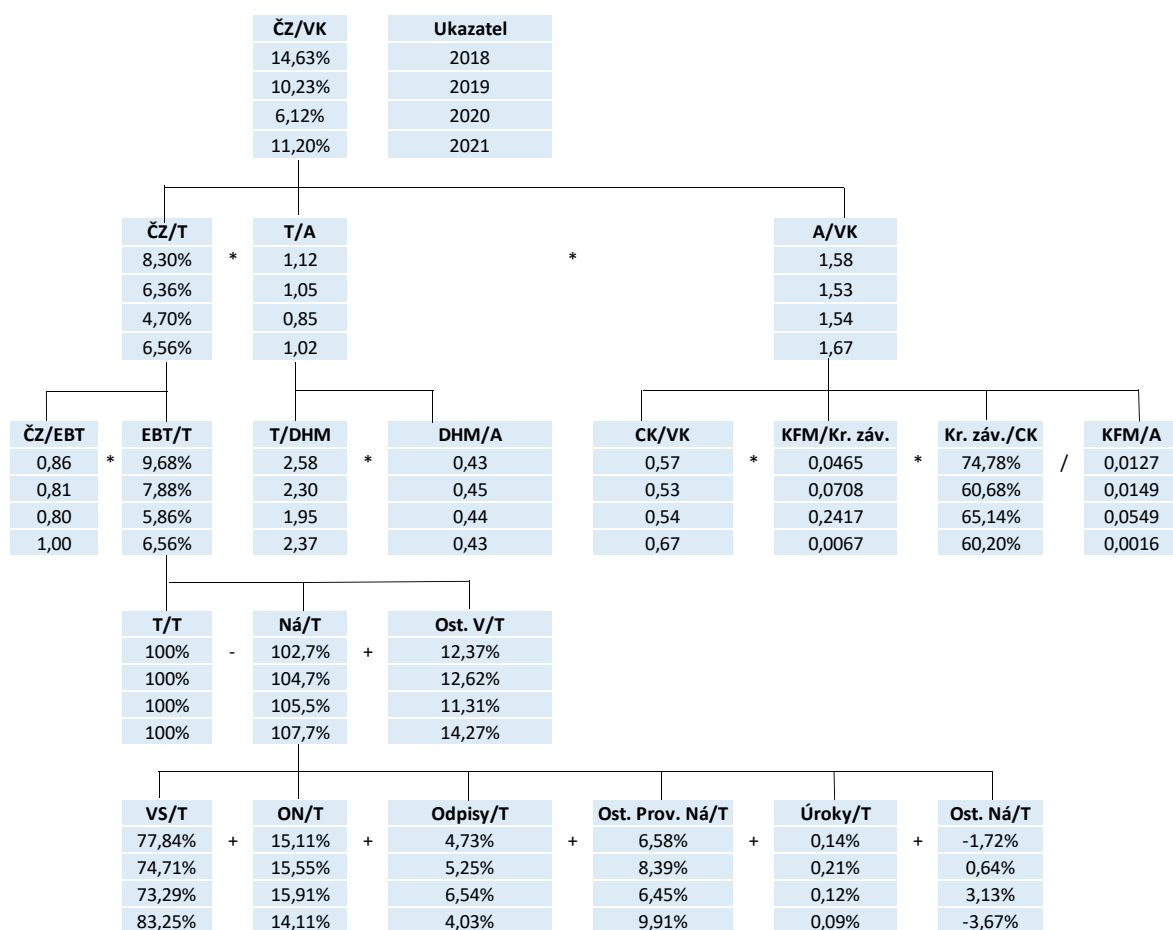 ČZ/VK Ukazatel
14,63% 2018
10,23% 2019
6,12% 2020
11,20% 2021
ČZ/T T/A A/VK
8,30% * 1,12 * 1,58
6,36% 1,05 1,53
4,70% 0,85 1,54
6,56% 1,02 1,67
ČZ/EBT EBT/T T/DHM DHM/A CK/VK KFM/Kr. záv. Kr. záv./CK KFM/A
0,86 * 9,68% 2,58 * 0,43 0,57 * 0,0465 * 74,78% / 0,0127
0,81 7,88% 2,30 0,45 0,53 0,0708 60,68% 0,0149
0,80 5,86% 1,95 0,44 0,54 0,2417 65,14% 0,0549
1,00 6,56% 2,37 0,43 0,67 0,0067 60,20% 0,0016
T/T Ná/T Ost. V/T
100% - 102,7% + 12,37%
100% 104,7% 12,62%
100% 105,5% 11,31%
100% 107,7% 14,27%
VS/T ON/T Odpisy/T Ost. Prov. Ná/T Úroky/T Ost. Ná/T
77,84% + 15,11% + 4,73% + 6,58% + 0,14% + -1,72%
74,71% 15,55% 5,25% 8,39% 0,21% 0,64%
73,29% 15,91% 6,54% 6,45% 0,12% 3,13%
83,25% 14,11% 4,03% 9,91% 0,09% -3,67%